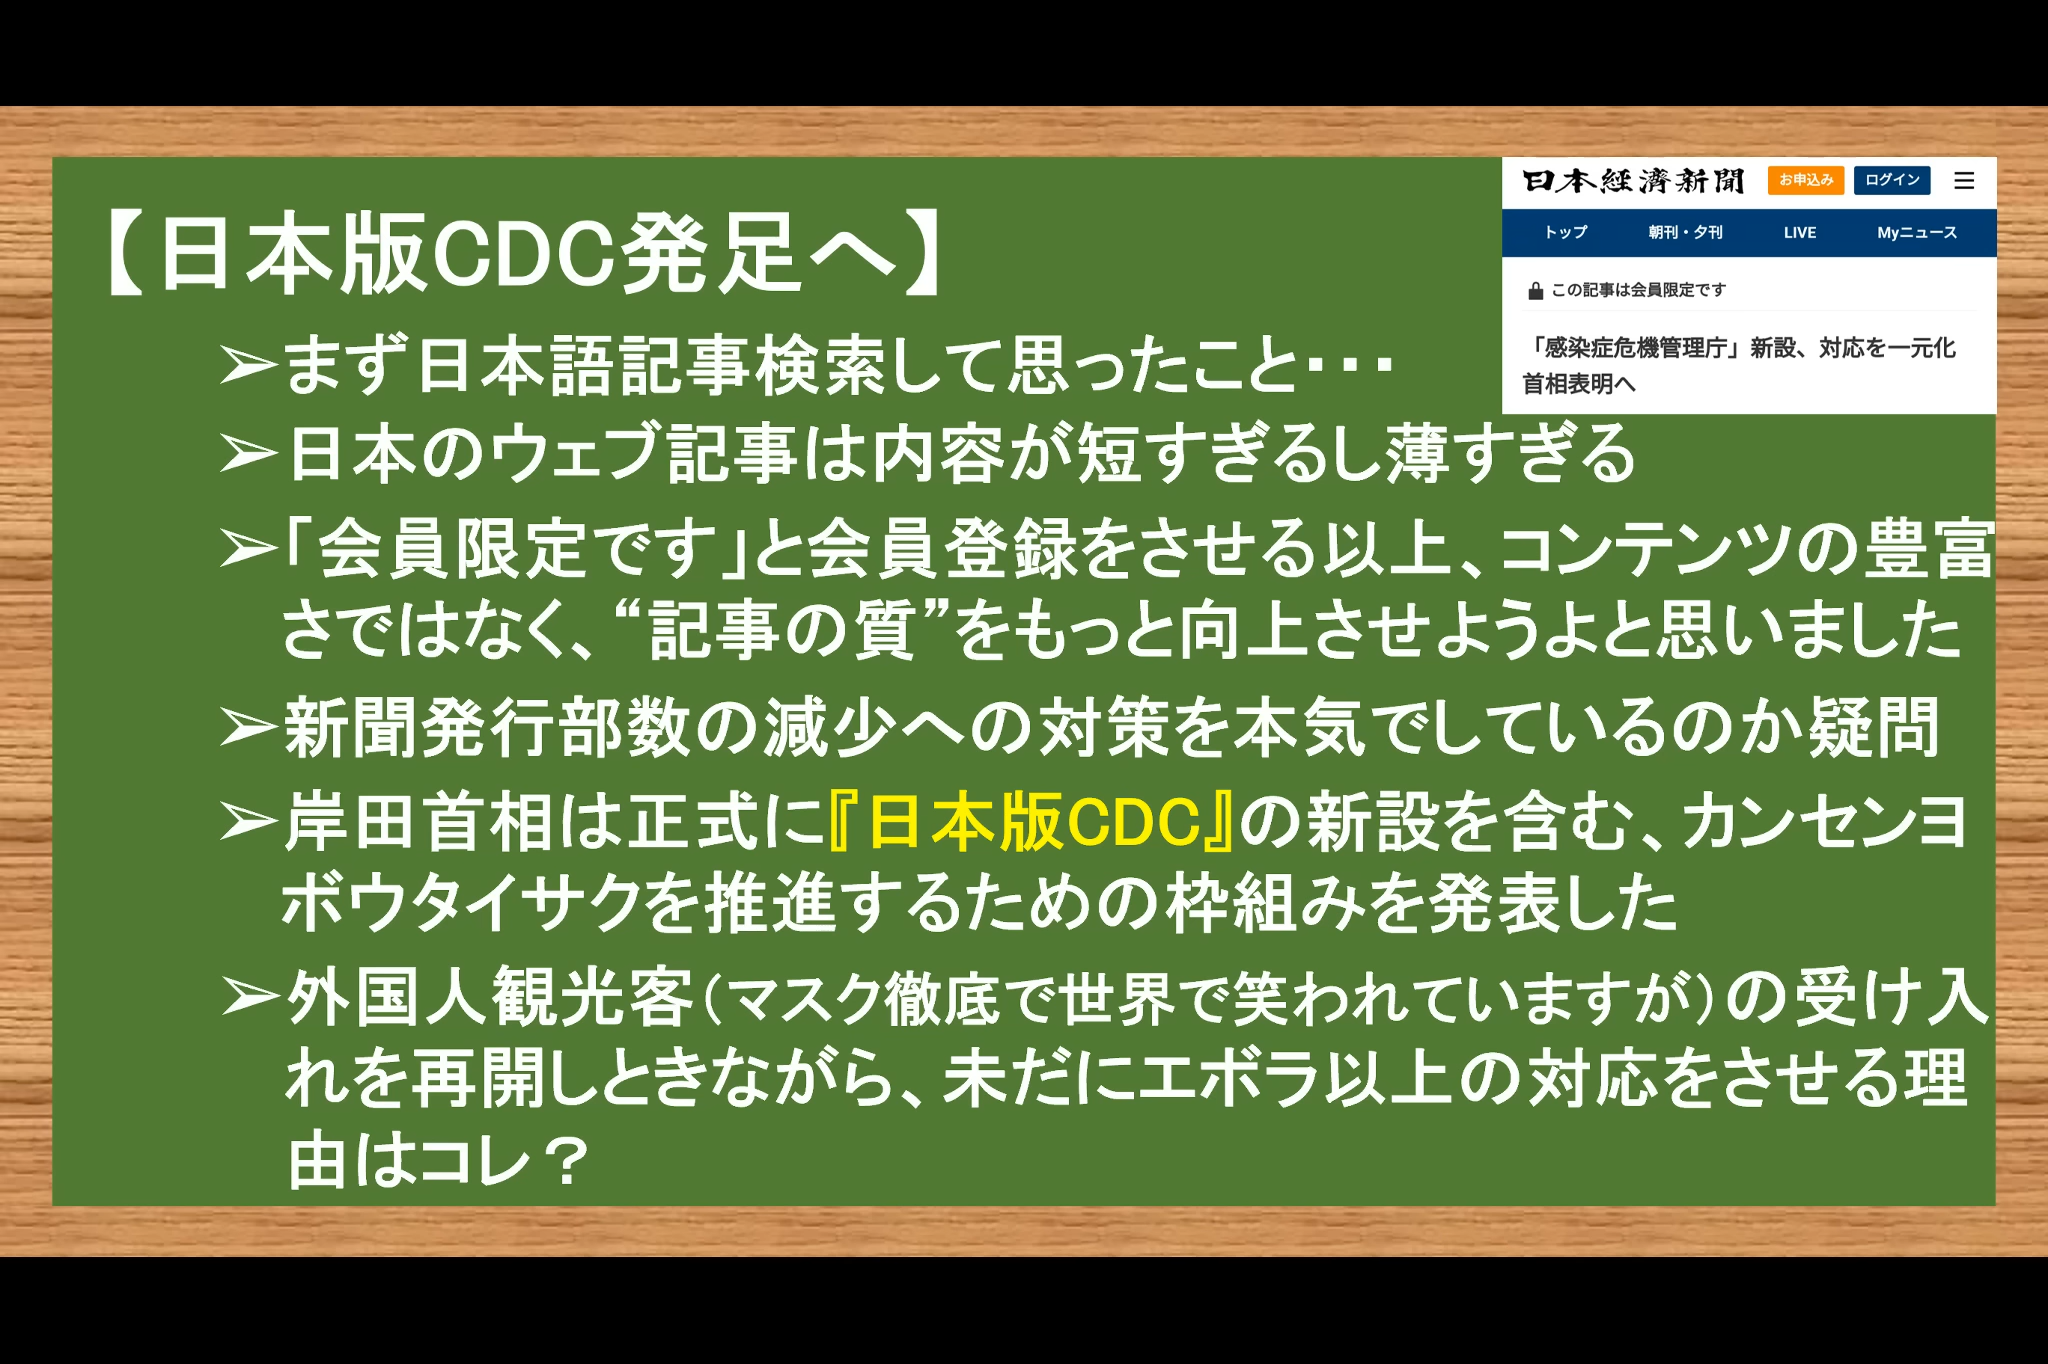 日本経済新聞 お申込み ログイン
トップ 朝刊・夕刊 LIVE Myニュース
この記事は会員限定です
「感染症危機管理庁」新設、対応を一元化
首相表明へ
【日本版CDC発足へ】
➢まず日本語記事検索して思ったこと・・・
➢日本のウェブ記事は内容が短すぎるし薄すぎる
➢「会員限定です」と会員登録をさせる以上、コンテンツの豊富
さではなく、“記事の質”をもっと向上させようよと思いました
➢新聞発行部数の減少への対策を本気でしているのか疑問
➢岸田首相は正式に『日本版CDC』の新設を含む、カンセンヨ
ボウタイサクを推進するための枠組みを発表した
➢外国人観光客（マスク徹底で世界で笑われていますが）の受け入
れを再開しときながら、未だにエボラ以上の対応をさせる理
由はコレ？